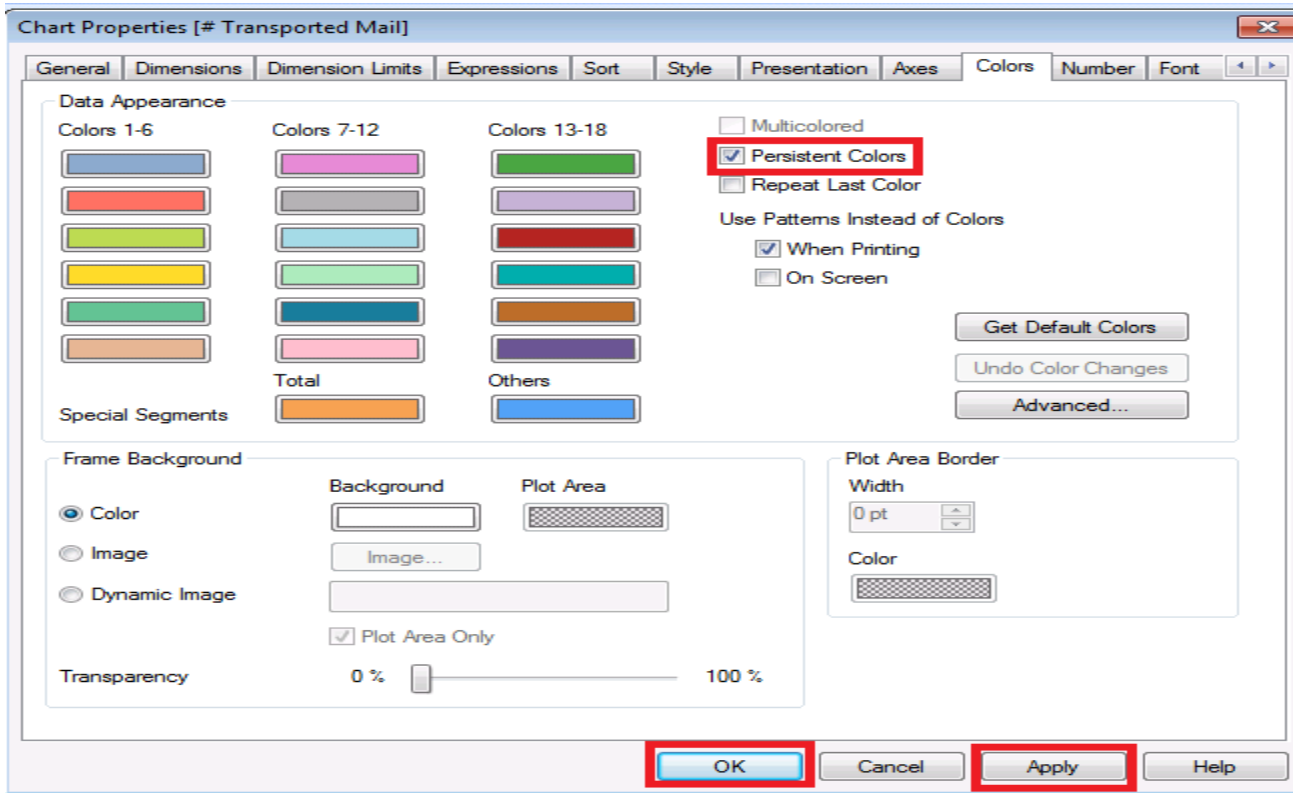 Chart Properties [# Transported Mail]
General Dimensions Dimension Limits Expressions Sort Style Presentation Axes Colors Number Font
Data Appearance
Colors 1-6 Colors 7-12 Colors 13-18
Multicolored
Persistent Colors
Repeat Last Color
Use Patterns Instead of Colors
When Printing
On Screen
Get Default Colors
Undo Color Changes
Advanced...
Total Others
Special Segments
Frame Background
Background Plot Area
Color
Image Image...
Dynamic Image
Plot Area Only
Transparency 0 % 100 %
Plot Area Border
Width
0 pt
Color
OK Cancel Apply Help